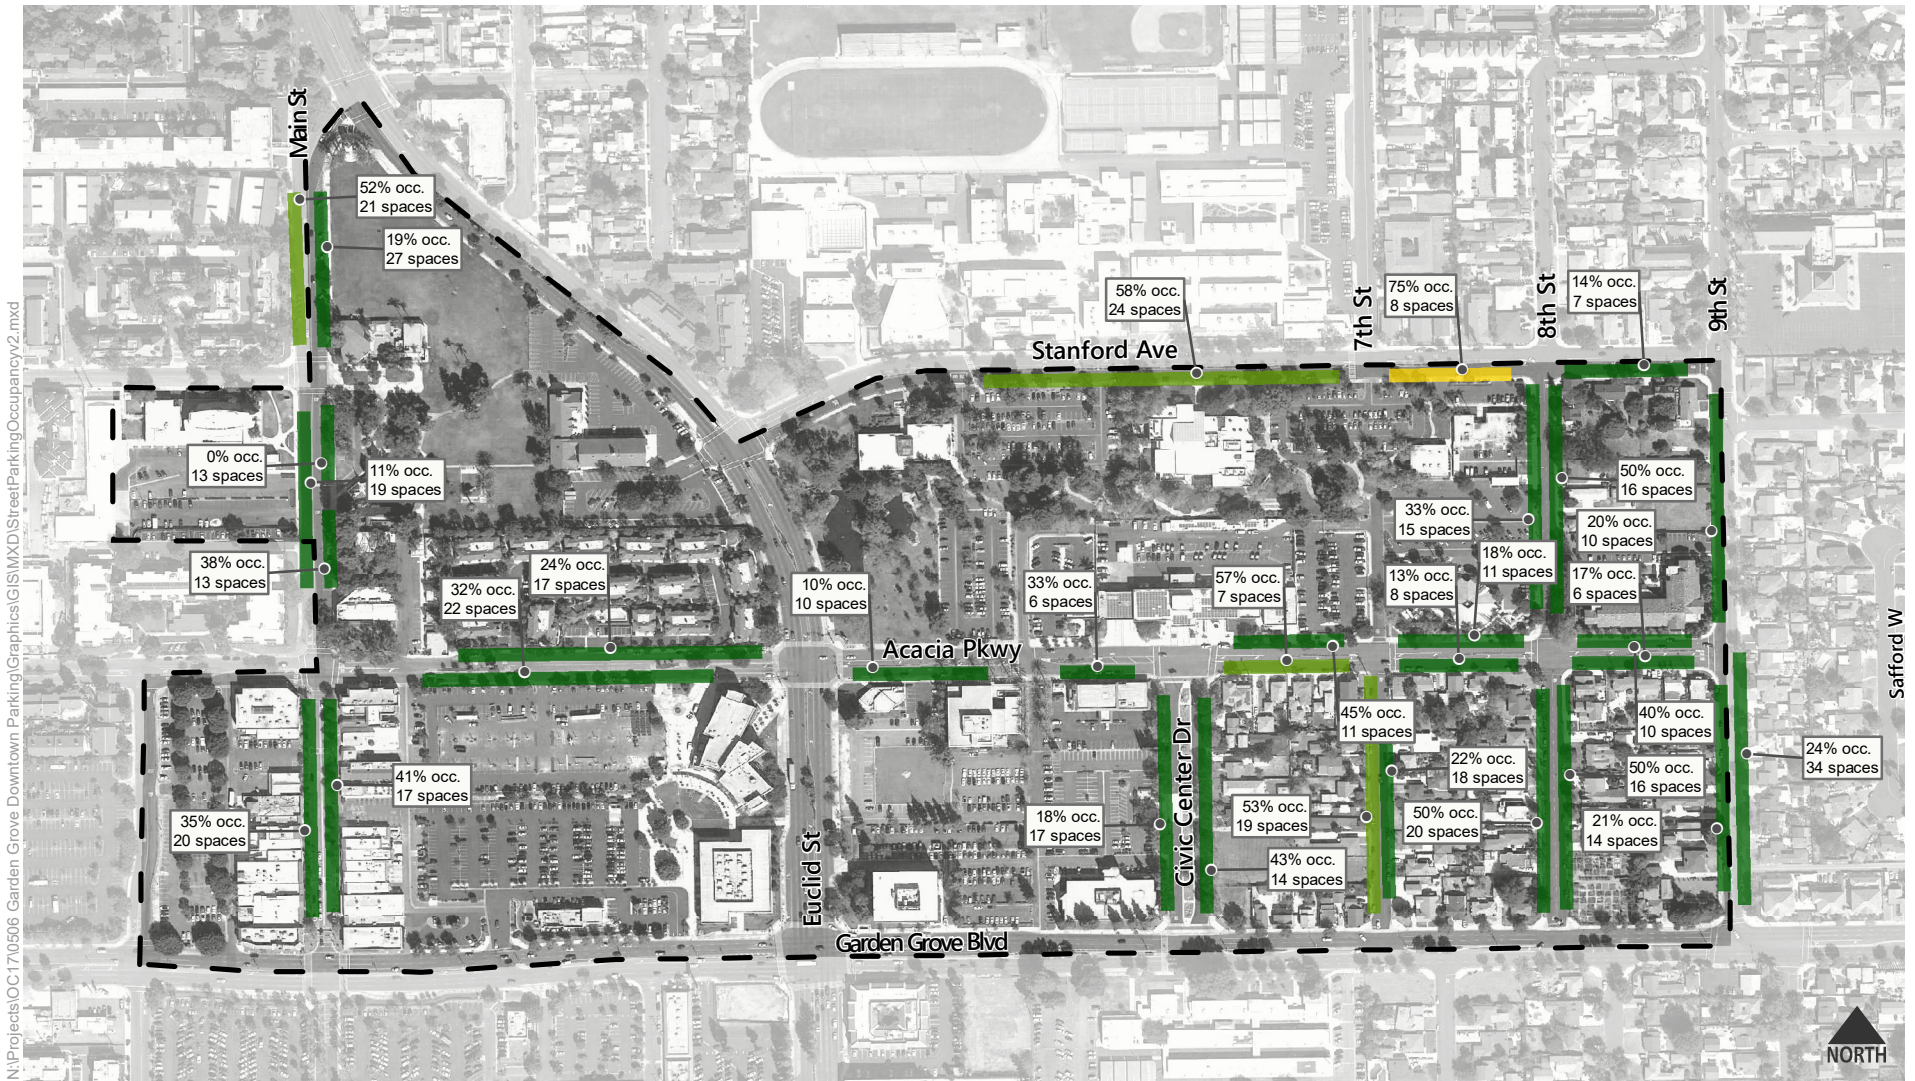 N:\Projects\OC17\0506 Garden Grove Downtown Parking\Graphics\GIS\MXD\StreetParkingOccupancyv2.mxd
Main St
52% occ.
21 spaces
19% occ.
27 spaces
58% occ.
24 spaces
7th St
75% occ.
8 spaces
8th St
14% occ.
7 spaces
9th St
Stanford Ave
0% occ.
13 spaces
11% occ.
19 spaces
50% occ.
16 spaces
33% occ.
15 spaces
20% occ.
10 spaces
38% occ.
13 spaces
24% occ.
17 spaces
32% occ.
22 spaces
10% occ.
10 spaces
33% occ.
6 spaces
57% occ.
7 spaces
18% occ.
11 spaces
13% occ.
8 spaces
17% occ.
6 spaces
Acacia Pkwy
Safford W
45% occ.
11 spaces
40% occ.
10 spaces
24% occ.
34 spaces
41% occ.
17 spaces
22% occ.
18 spaces
50% occ.
16 spaces
35% occ.
20 spaces
18% occ.
17 spaces
Civic Center Dr
53% occ.
19 spaces
50% occ.
20 spaces
21% occ.
14 spaces
43% occ.
14 spaces
Euclid St
Garden Grove Blvd
NORTH